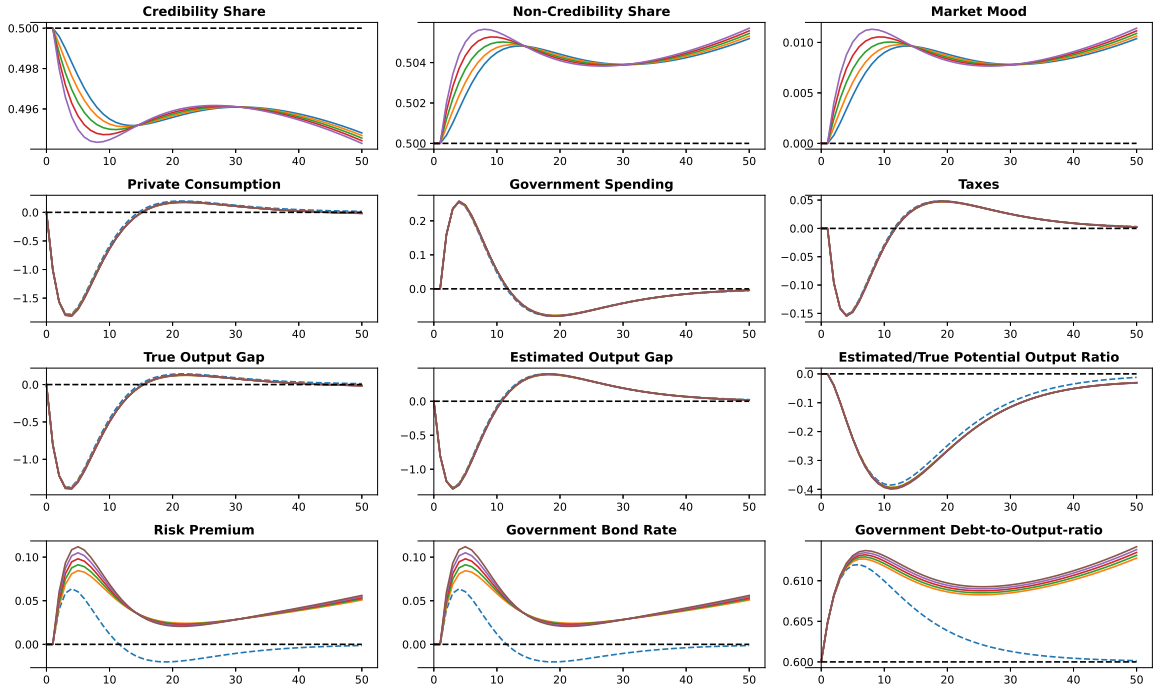 Credibility Share
0.500
0.498
0.496
0 10 20 30 40 50
Non-Credibility Share
0.504
0.502
0.500
0 10 20 30 40 50
Market Mood
0.010
0.005
0.000
0 10 20 30 40 50
Private Consumption
0.0
−0.5
−1.0
−1.5
0 10 20 30 40 50
Government Spending
0.2
0.1
0.0
0 10 20 30 40 50
Taxes
0.05
0.00
−0.05
−0.10
−0.15
0 10 20 30 40 50
True Output Gap
0.0
−0.5
−1.0
0 10 20 30 40 50
Estimated Output Gap
0.0
−0.5
−1.0
0 10 20 30 40 50
Estimated/True Potential Output Ratio
0.0
−0.1
−0.2
−0.3
−0.4
0 10 20 30 40 50
Risk Premium
0.10
0.05
0.00
0 10 20 30 40 50
Government Bond Rate
0.10
0.05
0.00
0 10 20 30 40 50
Government Debt-to-Output-ratio
0.610
0.605
0.600
0 10 20 30 40 50